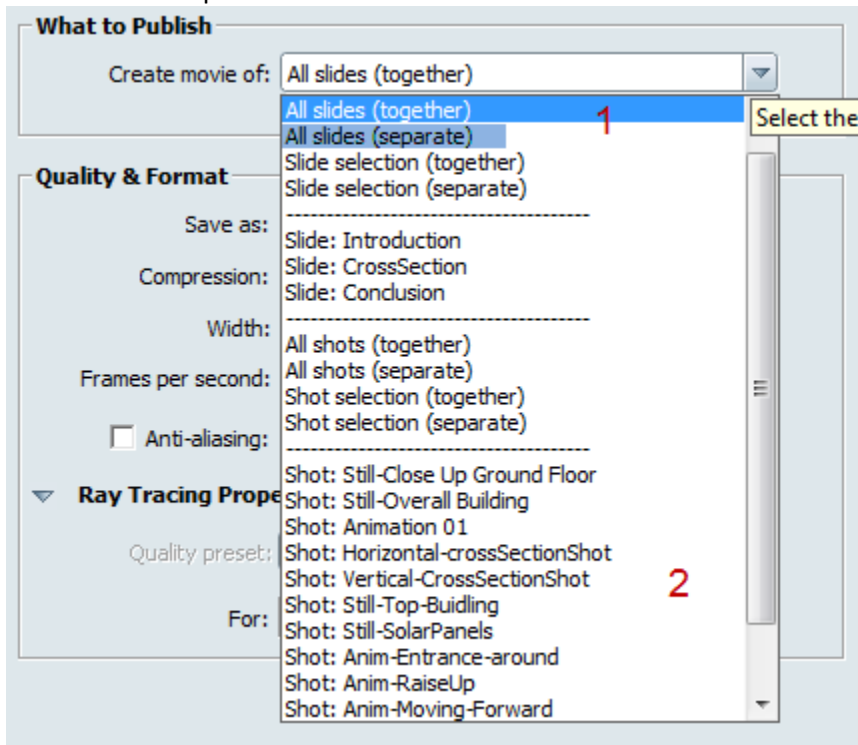 What to Publish
Create movie of: All slides (together)
All slides (together)
1
Select the
All slides (separate)
Slide selection (together)
Slide selection (separate)
Quality & Format
Save as:
---------------------------------------
Slide: Introduction
Compression:
Slide: CrossSection
Slide: Conclusion
---------------------------------------
Width:
All shots (together)
Frames per second:
All shots (separate)
Shot selection (together)
Shot selection (separate)
Anti-aliasing:
---------------------------------------
Shot: Still-Close Up Ground Floor
Ray Tracing Prope
Shot: Still-Overall Building
Shot: Animation 01
Quality preset:
Shot: Horizontal-crossSectionShot
Shot: Vertical-CrossSectionShot
2
For:
Shot: Still-Top-Buidling
Shot: Still-SolarPanels
Shot: Anim-Entrance-around
Shot: Anim-RaiseUp
Shot: Anim-Moving-Forward